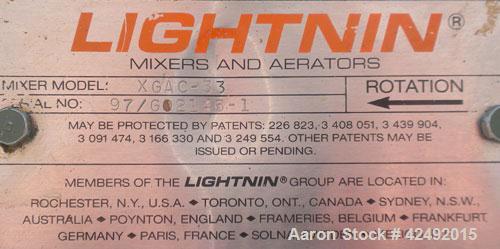 LIGHTNIN®
MIXERS AND AERATORS
MIXER MODEL: XGAC-33
ROTATION
SERIAL NO:
MAY BE PROTECTED BY PATENTS: 226 823, 3 408 051, 3 439 904,
3 091 474, 3 166 330 AND 3 249 554. OTHER PATENTS MAY BE
ISSUED OR PENDING.
MEMBERS OF THE LIGHTNIN® GROUP ARE LOCATED IN:
ROCHESTER, N.Y., U.S.A. ◆ TORONTO, ONT., CANADA ◆ SYDNEY, N.S.W.,
AUSTRALIA ◆ POYNTON, ENGLAND ◆ FRAMERIES, BELGIUM ◆ FRANKFURT,
GERMANY ◆ PARIS, FRANCE ◆
Aaron Stock # 42492015